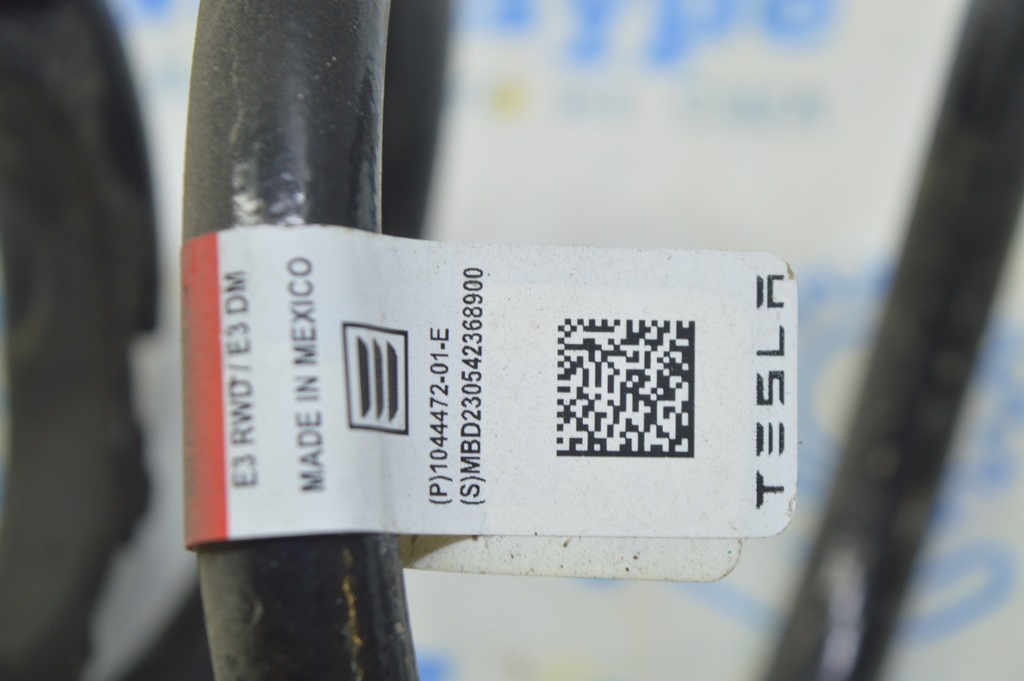 E3 RWD / E3 DM
MADE IN MEXICO
(P)1044472-01-E
(S)MBD230542368900
TESLA